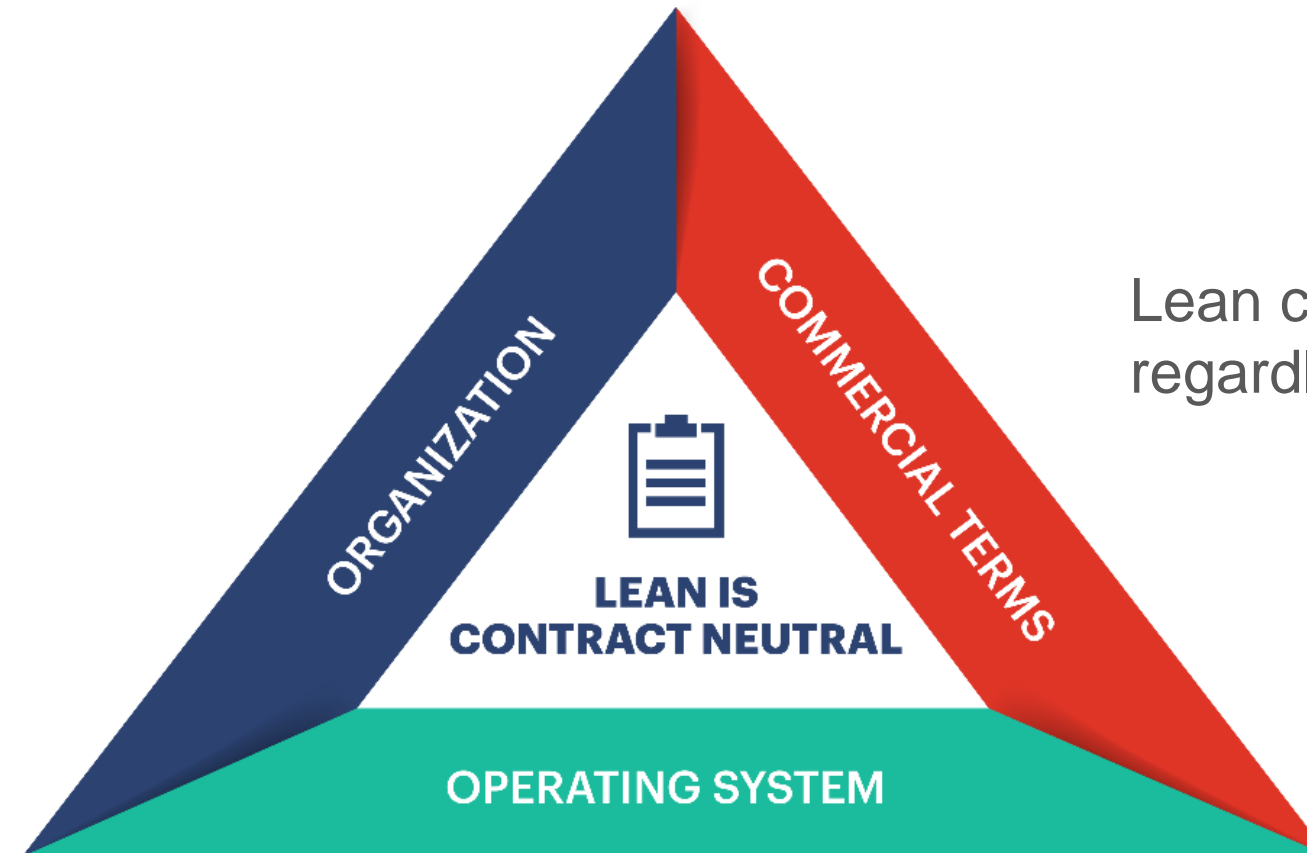 ORGANIZATION
COMMERCIAL TERMS
Lean
LEAN IS
CONTRACT NEUTRAL
OPERATING SYSTEM